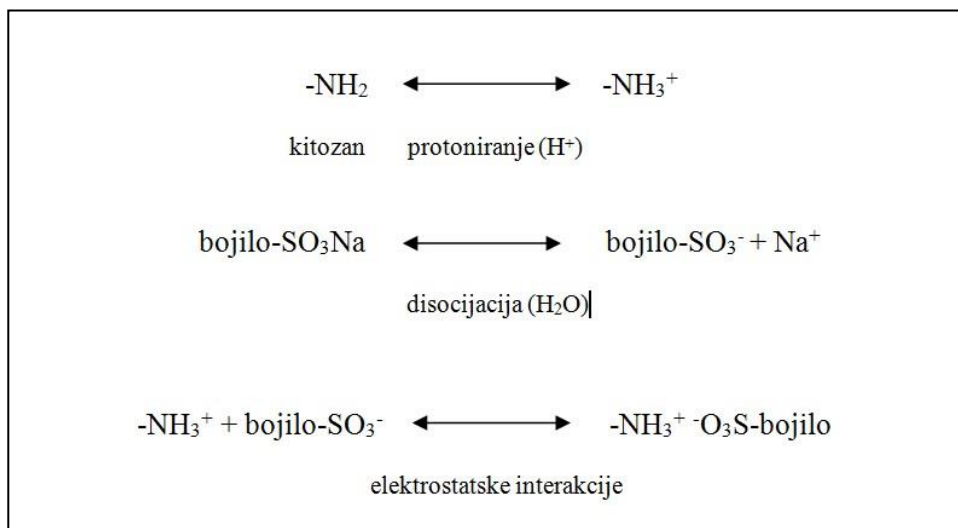 -NH₂ ⟷ -NH₃⁺
kitozan protoniranje (H⁺)
bojilo-SO₃Na ⟷ bojilo-SO₃⁻ + Na⁺
disocijacija (H₂O)
-NH₃⁺ + bojilo-SO₃⁻ ⟷ -NH₃⁺ ⁻O₃S-bojilo
elektrostatske interakcije